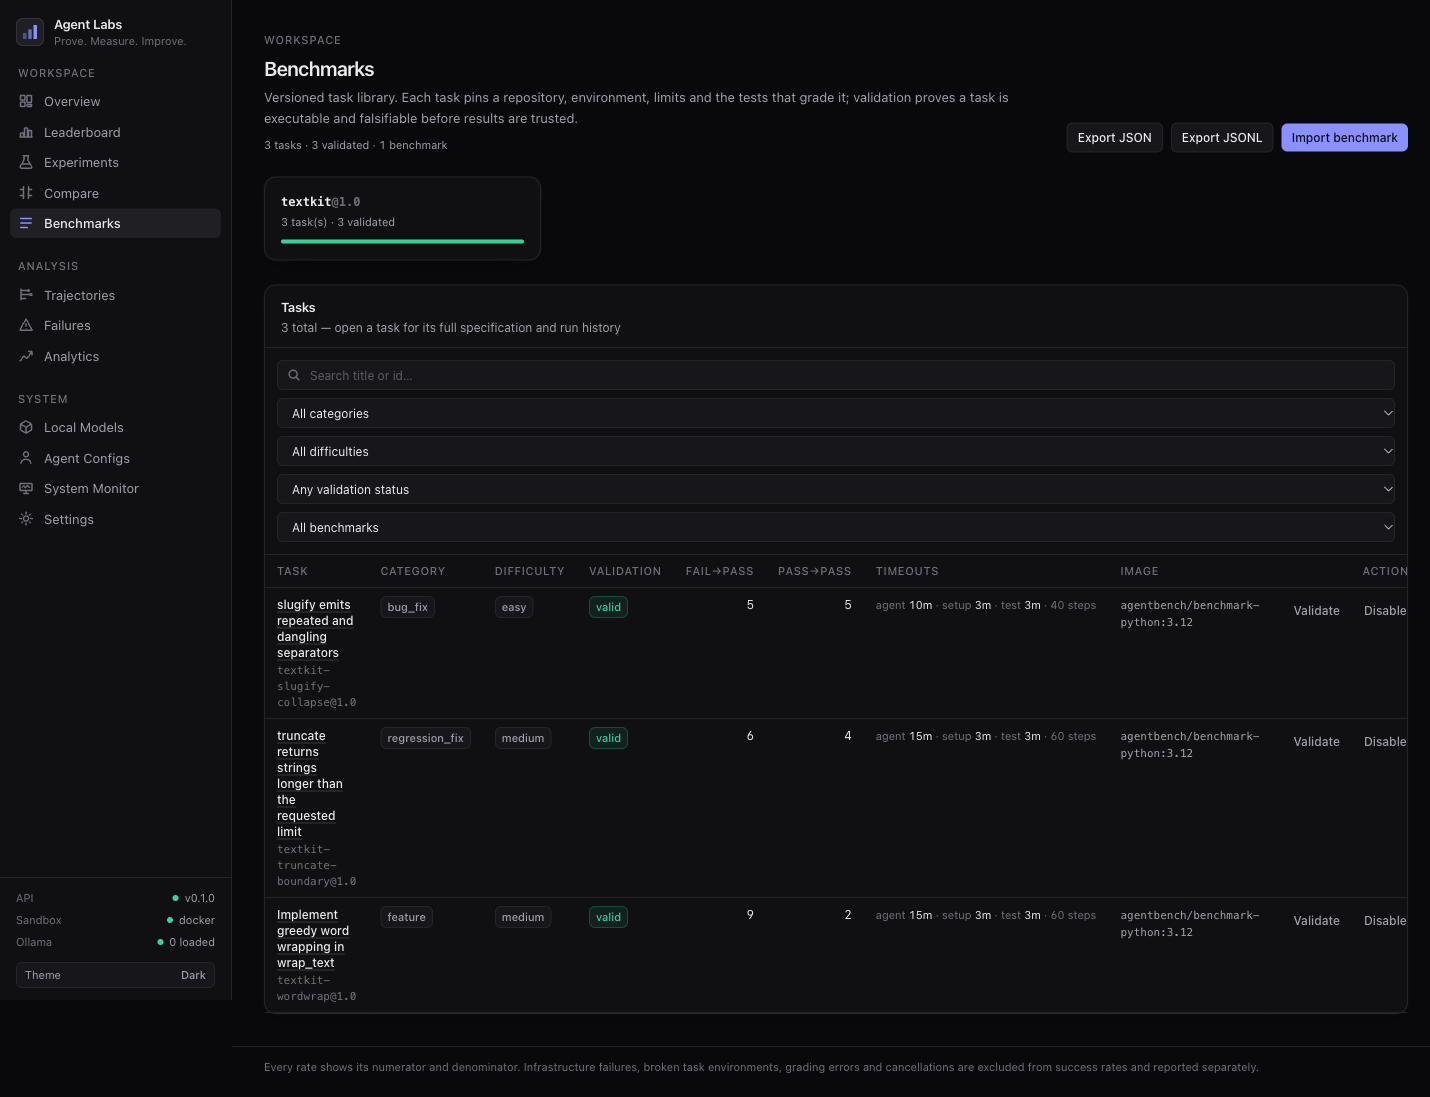 Agent Labs
Prove. Measure. Improve.
WORKSPACE
Overview
Leaderboard
Experiments
Compare
Benchmarks
ANALYSIS
Trajectories
Failures
Analytics
SYSTEM
Local Models
Agent Configs
System Monitor
Settings
API v0.1.0
Sandbox docker
Ollama 0 loaded
Theme Dark
WORKSPACE
Benchmarks
Versioned task library. Each task pins a repository, environment, limits and the tests that grade it; validation proves a task is
executable and falsifiable before results are trusted.
3 tasks · 3 validated · 1 benchmark
Export JSON Export JSONL Import benchmark
textkit@1.0
3 task(s) · 3 validated
Tasks
3 total — open a task for its full specification and run history
Search title or id…
All categories
All difficulties
Any validation status
All benchmarks
TASK CATEGORY DIFFICULTY VALIDATION FAIL→PASS PASS→PASS TIMEOUTS IMAGE ACTION
slugify emits
repeated and
dangling
separators
textkit-
slugify-
collapse@1.0
bug_fix easy valid 5 5 agent 10m · setup 3m · test 3m · 40 steps
agentbench/benchmark-
python:3.12
Validate Disable
truncate
returns
strings
longer than
the
requested
limit
textkit-
truncate-
boundary@1.0
regression_fix medium valid 6 4 agent 15m · setup 3m · test 3m · 60 steps
agentbench/benchmark-
python:3.12
Validate Disable
Implement
greedy word
wrapping in
wrap_text
textkit-
wordwrap@1.0
feature medium valid 9 2 agent 15m · setup 3m · test 3m · 60 steps
agentbench/benchmark-
python:3.12
Validate Disable
Every rate shows its numerator and denominator. Infrastructure failures, broken task environments, grading errors and cancellations are excluded from success rates and reported separately.